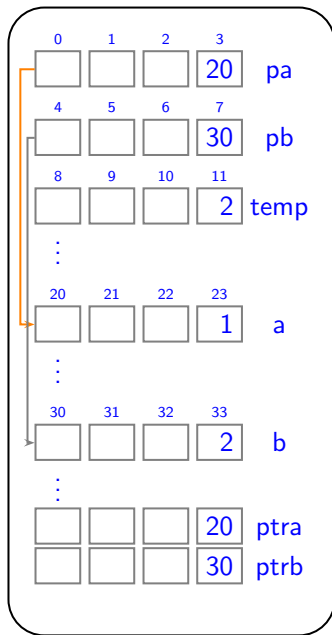 0 1 2 3
20 pa
4 5 6 7
30 pb
8 9 10 11
2 temp
⋮
20 21 22 23
1 a
⋮
30 31 32 33
2 b
⋮
20 ptra
30 ptrb